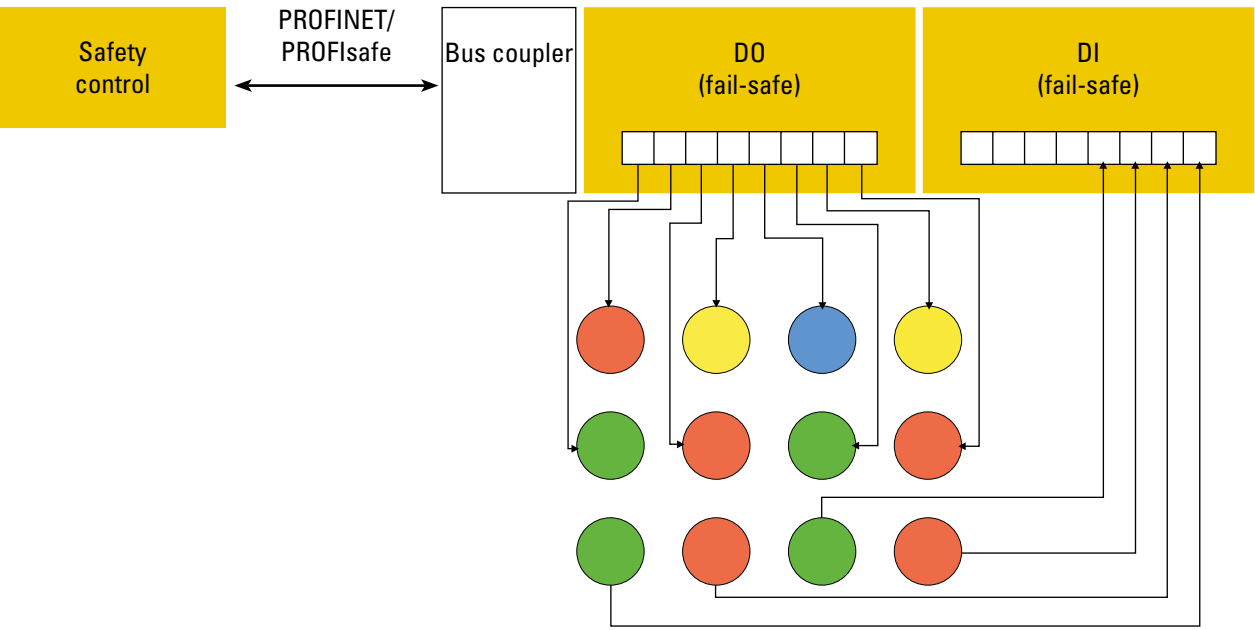 Safety
control
PROFINET/
PROFIsafe
Bus coupler
DO
(fail-safe)
DI
(fail-safe)